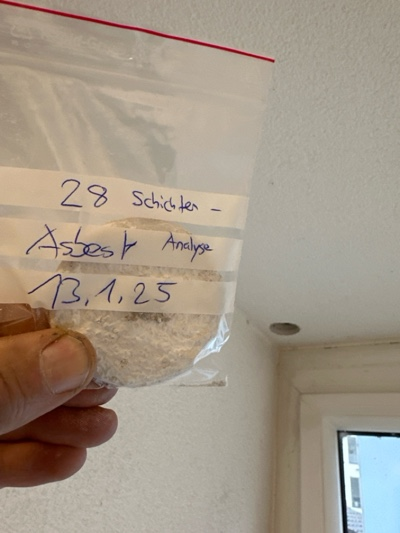 28 Schichten -
Asbest Analyse
13.1.25